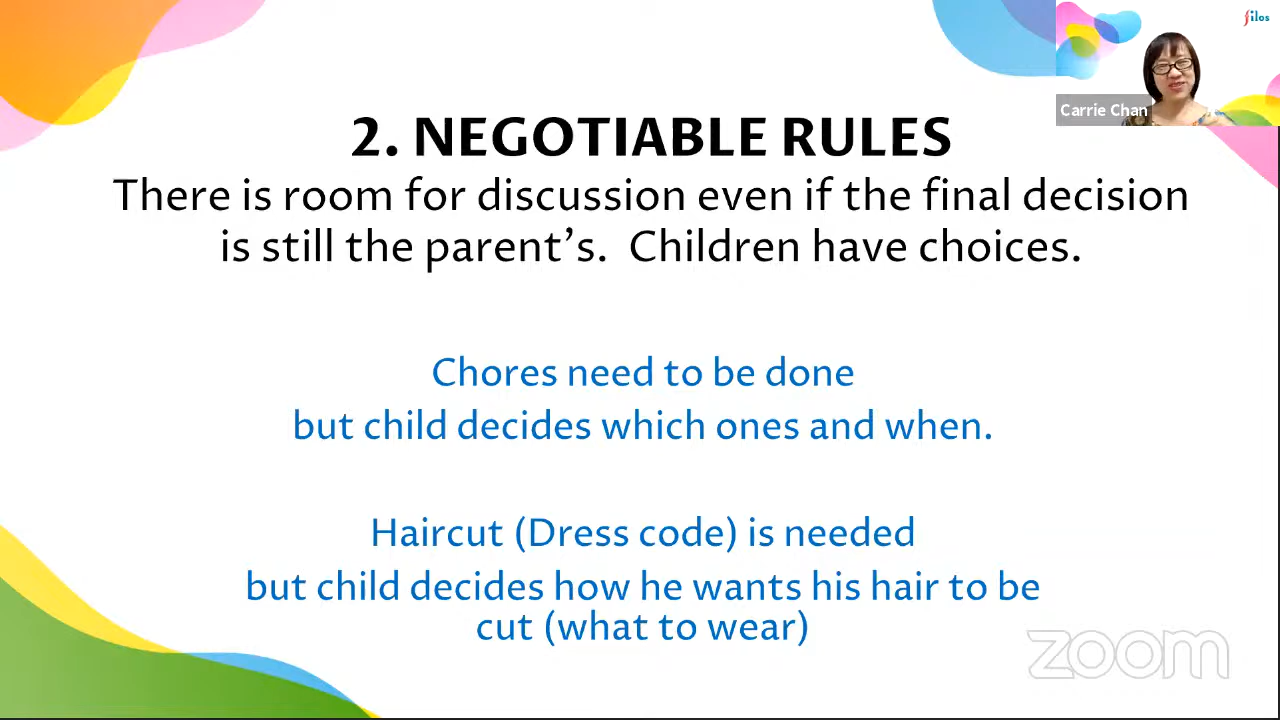 Silos
Carrie Chan
2. NEGOTIABLE RULES
There is room for discussion even if the final decision
is still the parent’s.  Children have choices.
Chores need to be done
but child decides which ones and when.
Haircut (Dress code) is needed
but child decides how he wants his hair to be
cut (what to wear)
zoom